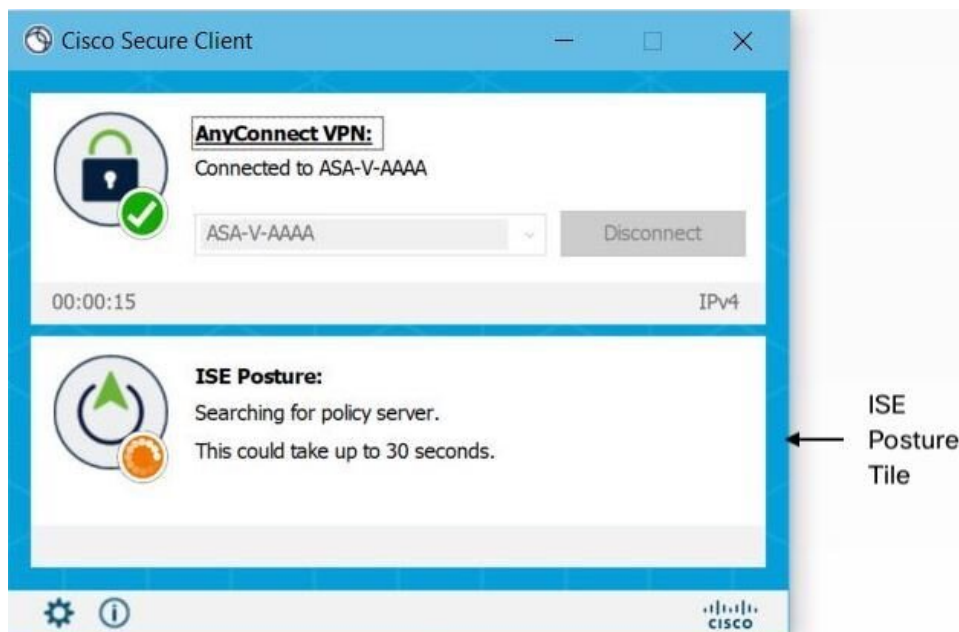 Cisco Secure Client
AnyConnect VPN:
Connected to ASA-V-AAAA
ASA-V-AAAA
Disconnect
00:00:15
IPv4
ISE Posture:
Searching for policy server.
This could take up to 30 seconds.
ISE
Posture
Tile
CISCO